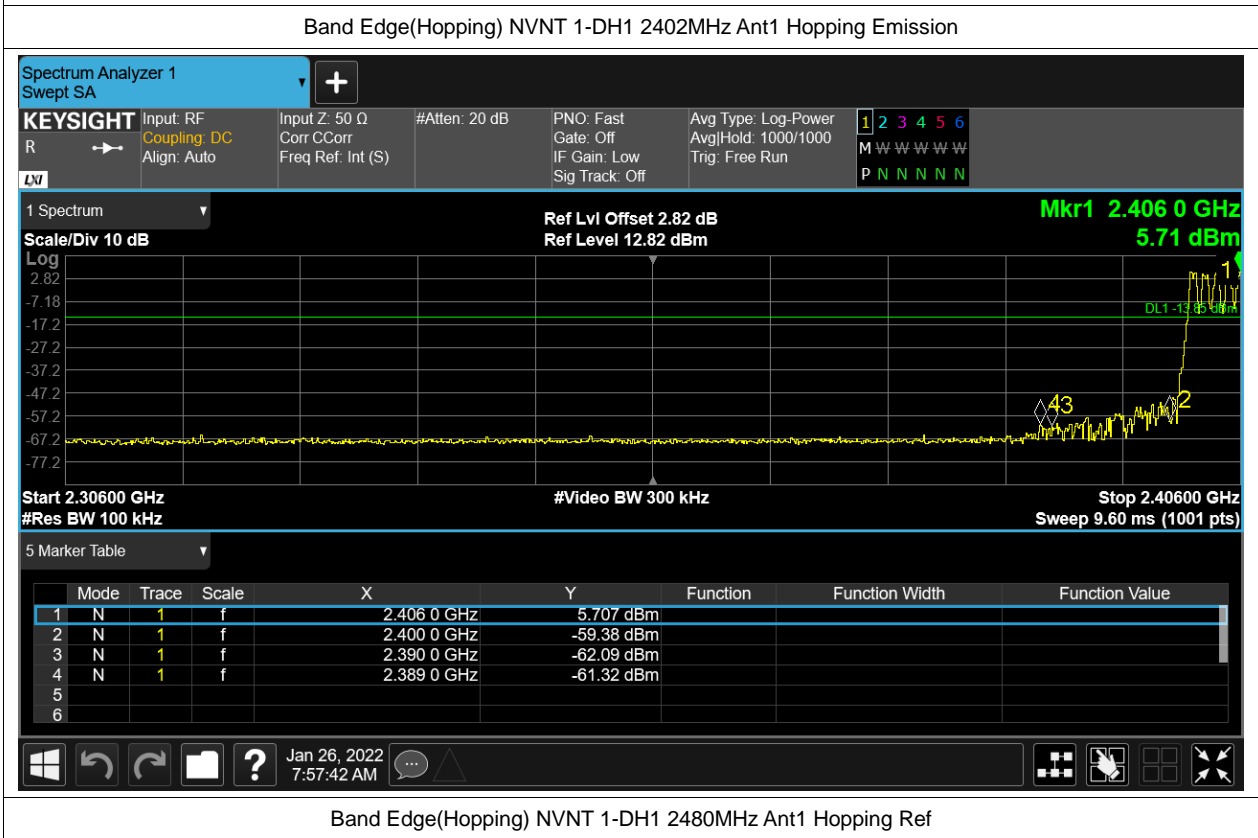 Band Edge(Hopping) NVNT 1-DH1 2402MHz Ant1 Hopping Emission
Spectrum Analyzer 1
Swept SA
KEYSIGHT
R
LXI
Input: RF
Coupling: DC
Align: Auto
Input Z: 50 Ω
Corr CCorr
Freq Ref: Int (S)
#Atten: 20 dB
PNO: Fast
Gate: Off
IF Gain: Low
Sig Track: Off
Avg Type: Log-Power
Avg|Hold: 1000/1000
Trig: Free Run
1 2 3 4 5 6
M W W W W W
P N N N N N
1 Spectrum
Scale/Div 10 dB
Ref Lvl Offset 2.82 dB
Ref Level 12.82 dBm
Mkr1 2.406 0 GHz
5.71 dBm
Log
2.82
-7.18
-17.2
-27.2
-37.2
-47.2
-57.2
-67.2
-77.2
1
DL1 -13.85 dBm
43
2
Start 2.30600 GHz
#Res BW 100 kHz
#Video BW 300 kHz
Stop 2.40600 GHz
Sweep 9.60 ms (1001 pts)
5 Marker Table
Mode Trace Scale X Y Function Function Width Function Value
1 N 1 f 2.406 0 GHz 5.707 dBm
2 N 1 f 2.400 0 GHz -59.38 dBm
3 N 1 f 2.390 0 GHz -62.09 dBm
4 N 1 f 2.389 0 GHz -61.32 dBm
5
6
?
Jan 26, 2022
7:57:42 AM
Band Edge(Hopping) NVNT 1-DH1 2480MHz Ant1 Hopping Ref